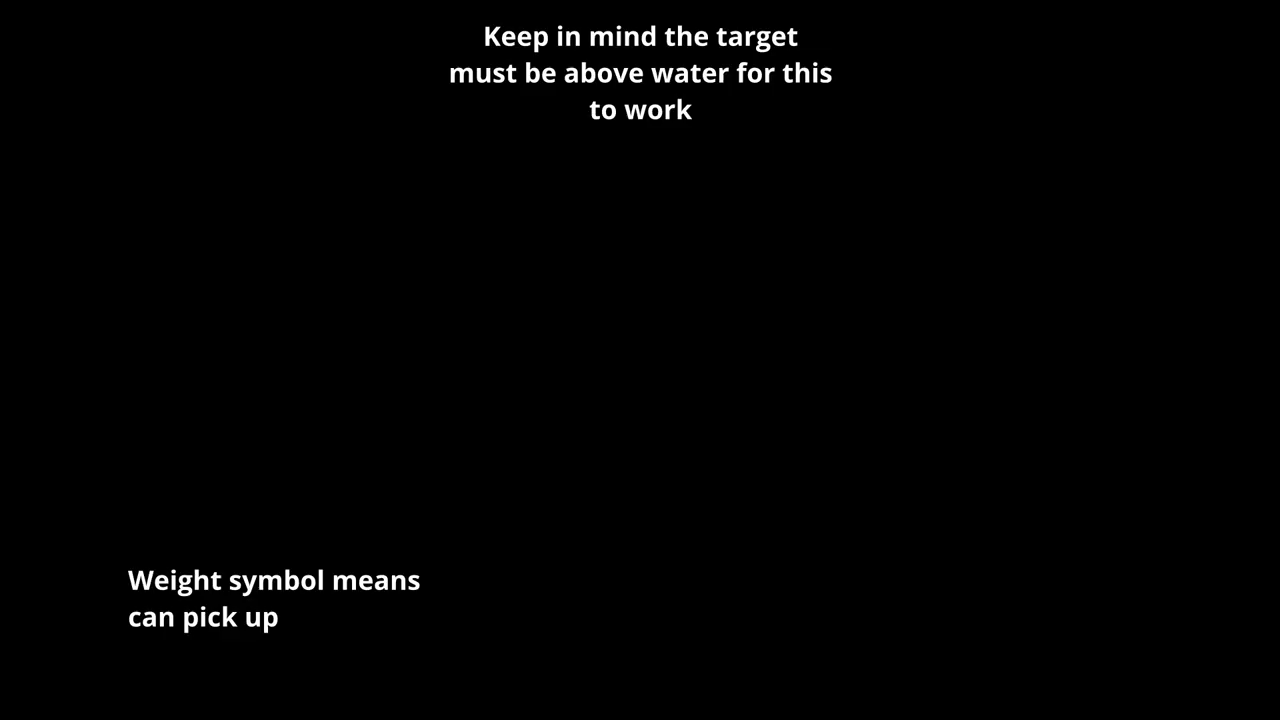 Keep in mind the target
must be above water for this
to work
Weight symbol means
can pick up